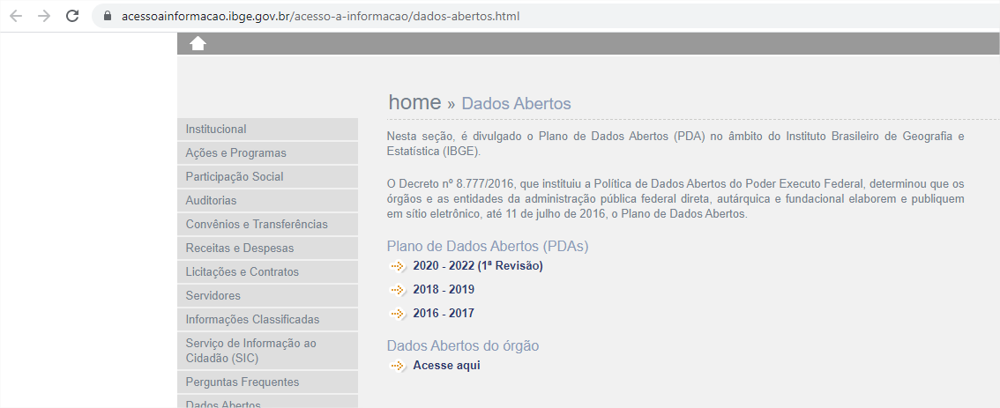 acessoainformacao.ibge.gov.br/acesso-a-informacao/dados-abertos.html
home » Dados Abertos
Institucional
Ações e Programas
Participação Social
Auditorias
Convênios e Transferências
Receitas e Despesas
Licitações e Contratos
Servidores
Informações Classificadas
Serviço de Informação ao
Cidadão (SIC)
Perguntas Frequentes
Dados Abertos
Nesta seção, é divulgado o Plano de Dados Abertos (PDA) no âmbito do Instituto Brasileiro de Geografia e
Estatística (IBGE).
O Decreto nº 8.777/2016, que instituiu a Política de Dados Abertos do Poder Executo Federal, determinou que os
órgãos e as entidades da administração pública federal direta, autárquica e fundacional elaborem e publiquem
em sítio eletrônico, até 11 de julho de 2016, o Plano de Dados Abertos.
Plano de Dados Abertos (PDAs)
2020 - 2022 (1ª Revisão)
2018 - 2019
2016 - 2017
Dados Abertos do órgão
Acesse aqui